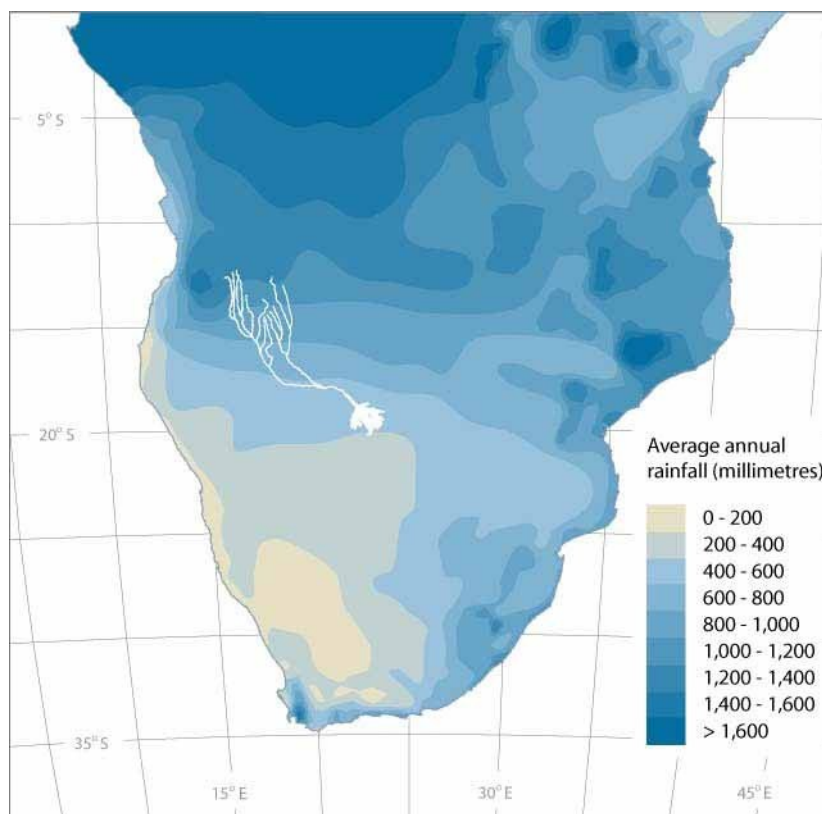 5° S
20° S
35° S
15° E
30° E
45° E
Average annual
rainfall (millimetres)
0 - 200
200 - 400
400 - 600
600 - 800
800 - 1,000
1,000 - 1,200
1,200 - 1,400
1,400 - 1,600
> 1,600